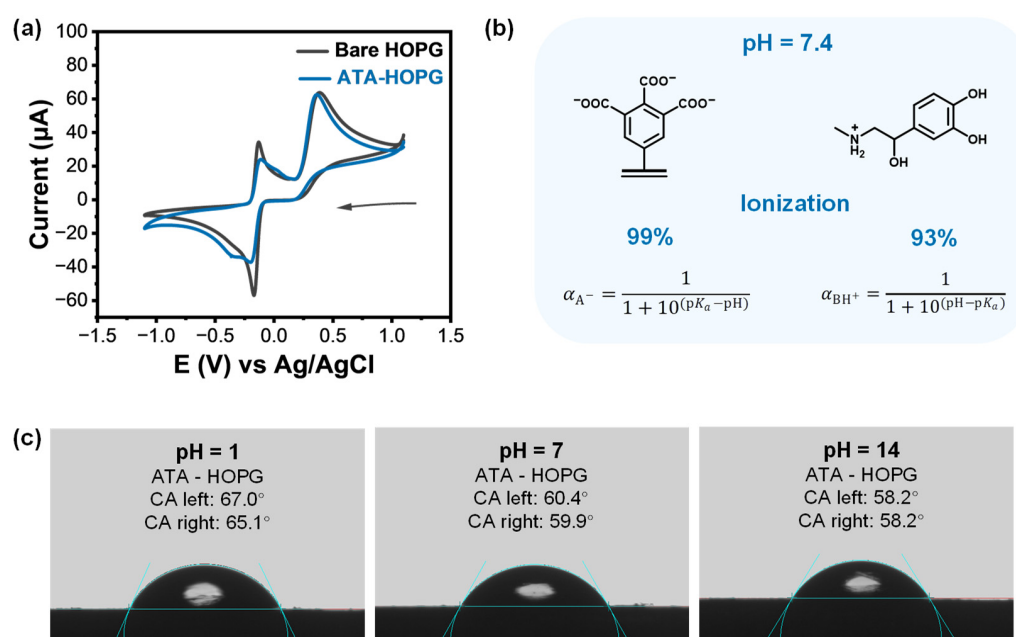 (a)
100
80
60
40
20
0
−20
−40
−60
−1.5
−1.0
−0.5
0.0
0.5
1.0
1.5
Current (µA)
E (V) vs Ag/AgCl
Bare HOPG
ATA-HOPG
(b)
pH = 7.4
COO⁻
⁻OOC
COO⁻
OH
OH
+
N
H₂
OH
Ionization
99%
93%
α_A⁻ = 1 / (1 + 10^(pK_a−pH))
α_BH⁺ = 1 / (1 + 10^(pH−pK_a))
(c)
pH = 1
ATA - HOPG
CA left: 67.0°
CA right: 65.1°
pH = 7
ATA - HOPG
CA left: 60.4°
CA right: 59.9°
pH = 14
ATA - HOPG
CA left: 58.2°
CA right: 58.2°